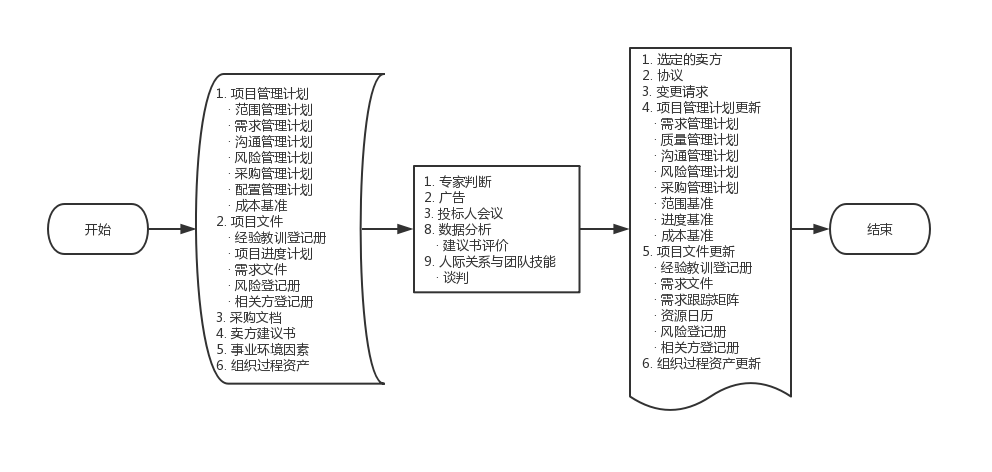 开始
1. 项目管理计划
· 范围管理计划
· 需求管理计划
· 沟通管理计划
· 风险管理计划
· 采购管理计划
· 配置管理计划
· 成本基准
2. 项目文件
· 经验教训登记册
· 项目进度计划
· 需求文件
· 风险登记册
· 相关方登记册
3. 采购文档
4. 卖方建议书
5. 事业环境因素
6. 组织过程资产
1. 专家判断
2. 广告
3. 投标人会议
8. 数据分析
· 建议书评价
9. 人际关系与团队技能
· 谈判
1. 选定的卖方
2. 协议
3. 变更请求
4. 项目管理计划更新
· 需求管理计划
· 质量管理计划
· 沟通管理计划
· 风险管理计划
· 采购管理计划
· 范围基准
· 进度基准
· 成本基准
5. 项目文件更新
· 经验教训登记册
· 需求文件
· 需求跟踪矩阵
· 资源日历
· 风险登记册
· 相关方登记册
6. 组织过程资产更新
结束